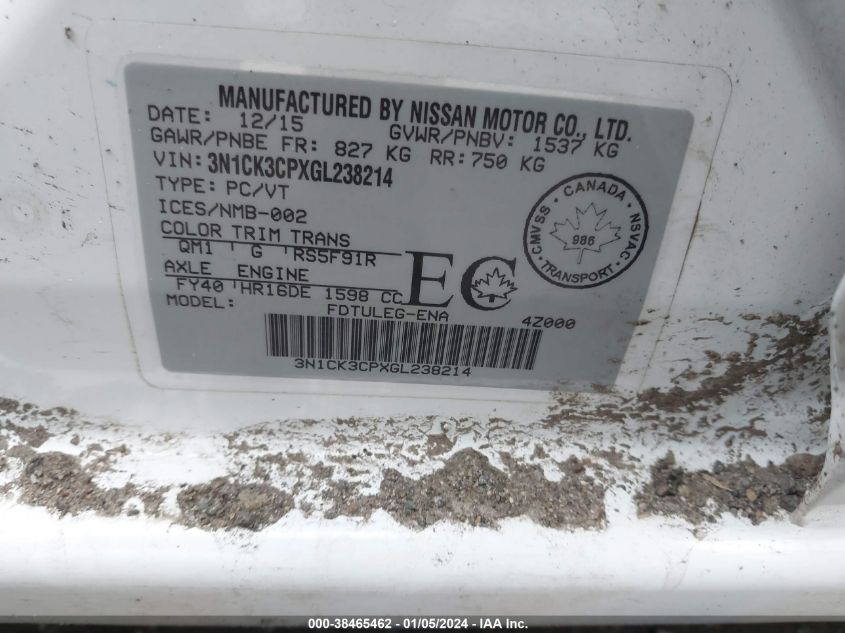 MANUFACTURED BY NISSAN MOTOR CO., LTD.
DATE: 12/15 GVWR/PNBV: 1537 KG
GAWR/PNBE FR: 827 KG RR: 750 KG
VIN: 3N1CK3CPXGL238214
TYPE: PC/VT
ICES/NMB-002
COLOR TRIM TRANS
QM1 G RS5F91R
AXLE ENGINE
FY40 HR16DE 1598 CC
MODEL: FDTULEG-ENA 4Z000
3N1CK3CPXGL238214
EC
CANADA
CMVSS NSVAC
986
TRANSPORT
000-38465462 - 01/05/2024 - IAA Inc.